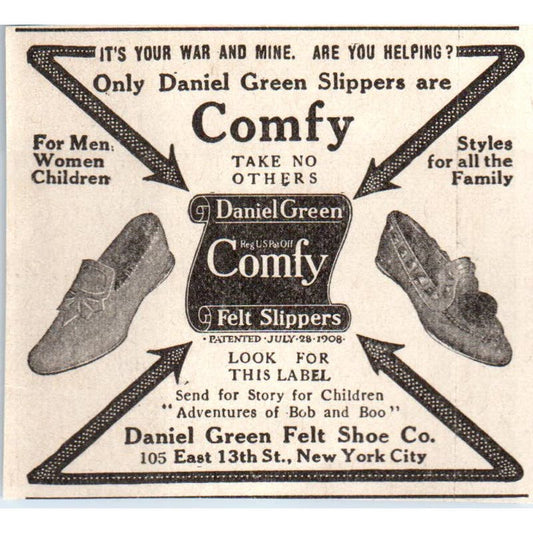 IT'S YOUR WAR AND MINE. ARE YOU HELPING?
Only Daniel Green Slippers are
Comfy
TAKE NO
OTHERS
For Men,
Women
Children
Styles
for all the
Family
Daniel Green
Reg U S Pat Off
Comfy
Felt Slippers
· PATENTED · JULY · 28 · 1908 ·
LOOK FOR
THIS LABEL
Send for Story for Children
"Adventures of Bob and Boo"
Daniel Green Felt Shoe Co.
105 East 13th St., New York City